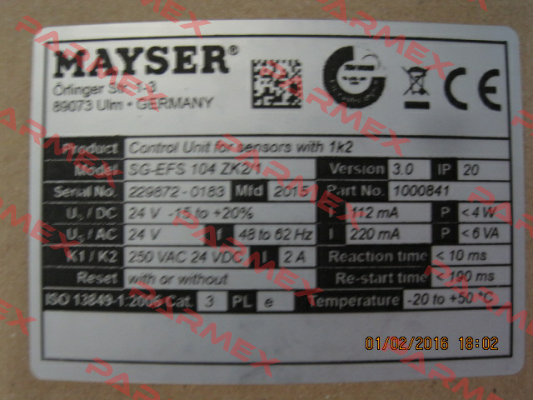 MAYSER®
Örlinger Str. 1-3
89073 Ulm • GERMANY
CE
Product Control Unit for sensors with 1k2
Model SG-EFS 104 ZK2/1 Version 3.0 IP 20
Serial No. 229872 - 0183 Mfd 2015 Part No. 1000841
U / DC 24 V -15 to +20% I 112 mA P < 4 W
U / AC 24 V f 48 to 62 Hz I 220 mA P < 6 VA
K1 / K2 250 VAC 24 VDC 2 A Reaction time < 10 ms
Reset with or without Re-start time < 190 ms
ISO 13849-1:2006 Cat. 3 PL e Temperature -20 to +50 °C
01/02/2016 18:02
PARMEX